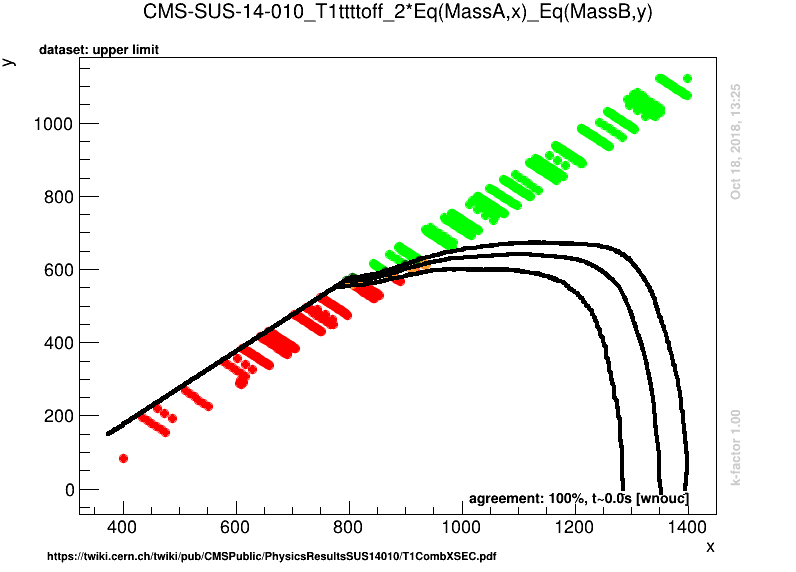 CMS-SUS-14-010_T1ttttoff_2*Eq(MassA,x)_Eq(MassB,y)
dataset: upper limit
y
1000
800
600
400
200
0
400
600
800
1000
1200
1400
x
agreement: 100%, t~0.0s [wnouc]
Oct 18, 2018, 13:25
k-factor 1.00
https://twiki.cern.ch/twiki/pub/CMSPublic/PhysicsResultsSUS14010/T1CombXSEC.pdf